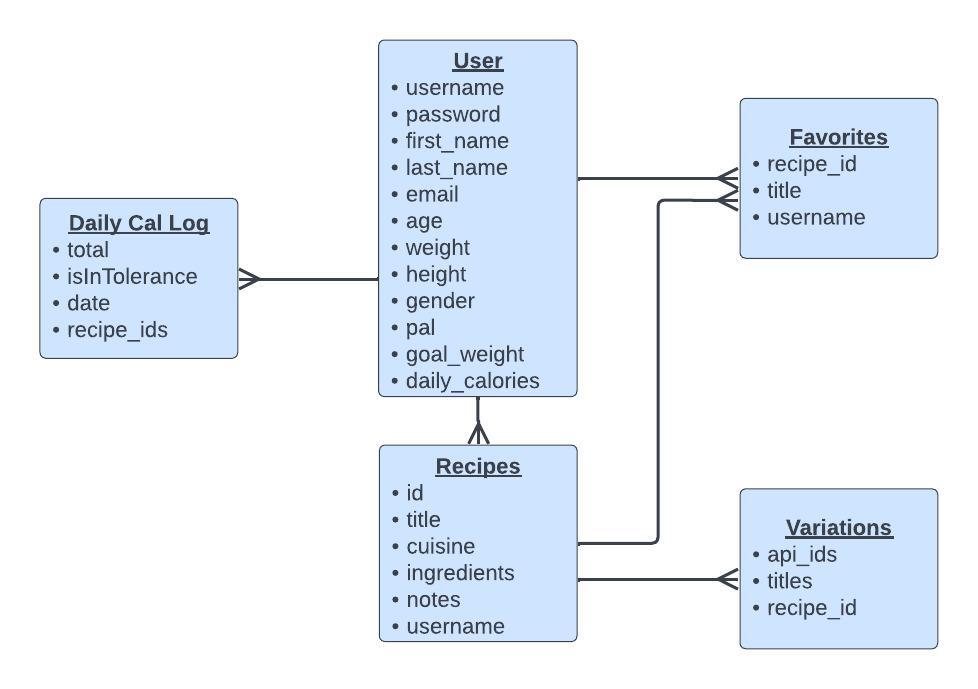 User
• username
• password
• first_name
• last_name
• email
• age
• weight
• height
• gender
• pal
• goal_weight
• daily_calories
Favorites
• recipe_id
• title
• username
Daily Cal Log
• total
• isInTolerance
• date
• recipe_ids
Recipes
• id
• title
• cuisine
• ingredients
• notes
• username
Variations
• api_ids
• titles
• recipe_id